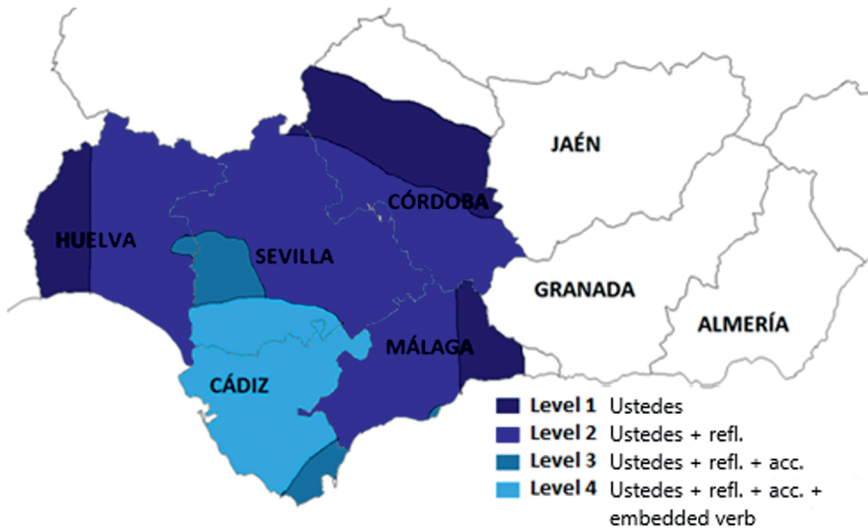 JAÉN
CÓRDOBA
HUELVA
SEVILLA
GRANADA
ALMERÍA
MÁLAGA
CÁDIZ
Level 1 Ustedes
Level 2 Ustedes + refl.
Level 3 Ustedes + refl. + acc.
Level 4 Ustedes + refl. + acc. +
embedded verb